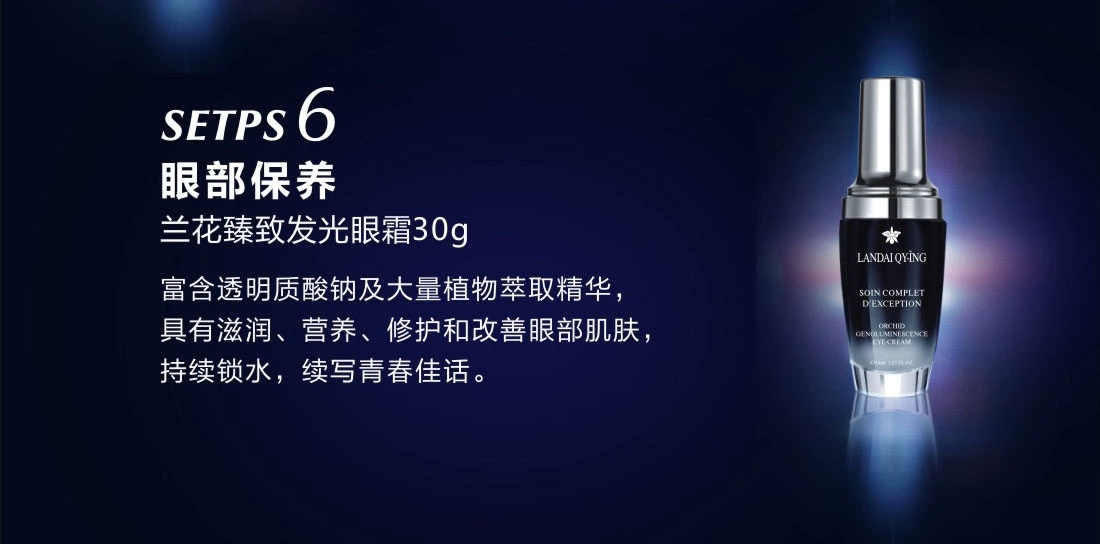 SETPS 6
眼部保养
兰花臻致发光眼霜30g
富含透明质酸钠及大量植物萃取精华，
具有滋润、营养、修护和改善眼部肌肤，
持续锁水，续写青春佳话。
LANDAI QY·ING
SOIN COMPLET
D'EXCEPTION
ORCHID
GENOLUMINESCENCE
EYE CREAM